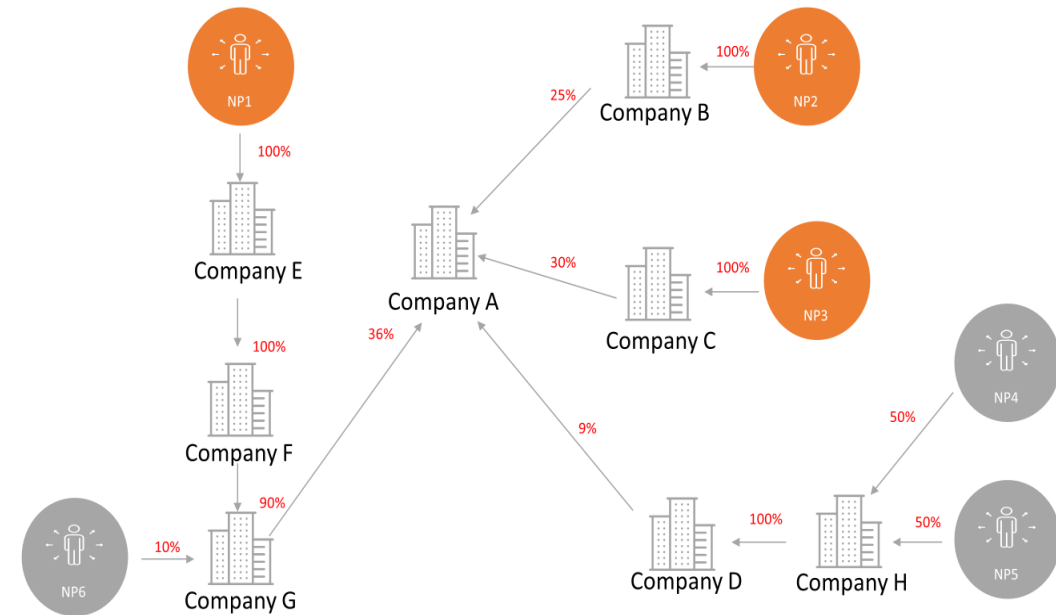 NP1
100%
Company E
100%
Company F
90%
10%
NP6
Company G
36%
Company A
25%
Company B
100%
NP2
30%
Company C
100%
NP3
9%
Company D
100%
Company H
50%
NP4
50%
NP5